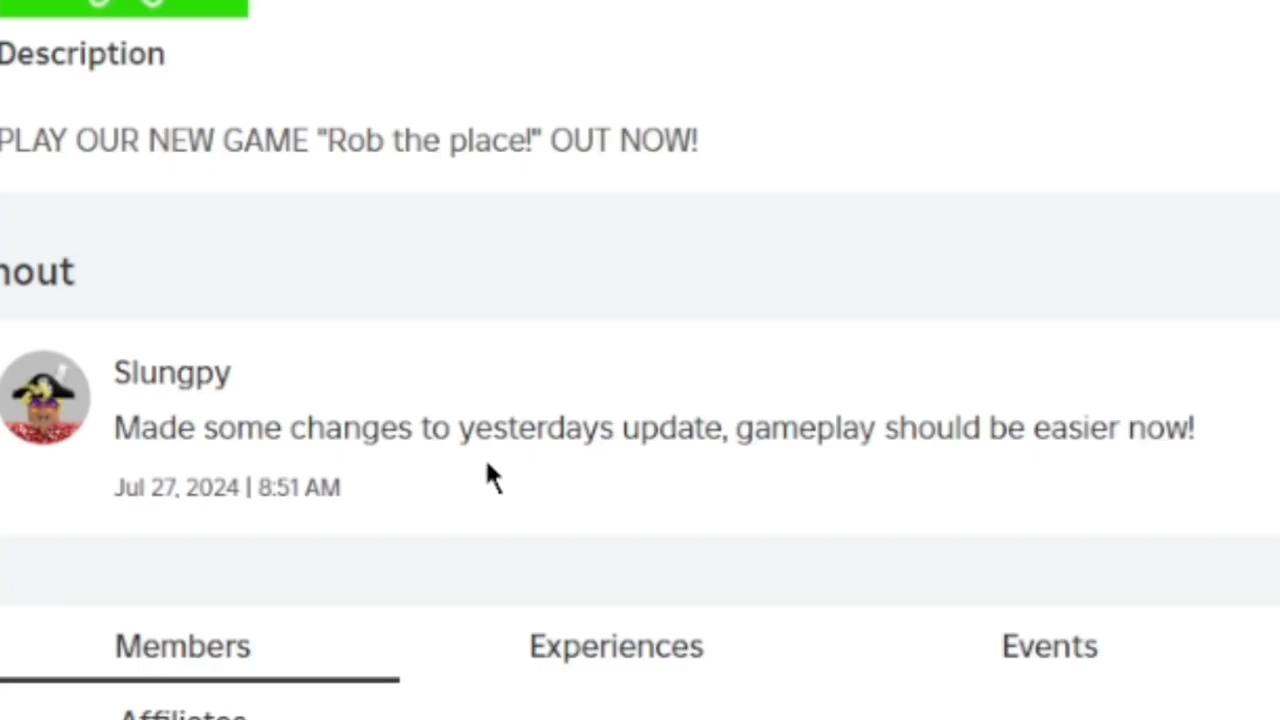 Description
PLAY OUR NEW GAME "Rob the place!" OUT NOW!
hout
Slungpy
Made some changes to yesterdays update, gameplay should be easier now!
Jul 27, 2024 | 8:51 AM
Members
Experiences
Events
Affiliates